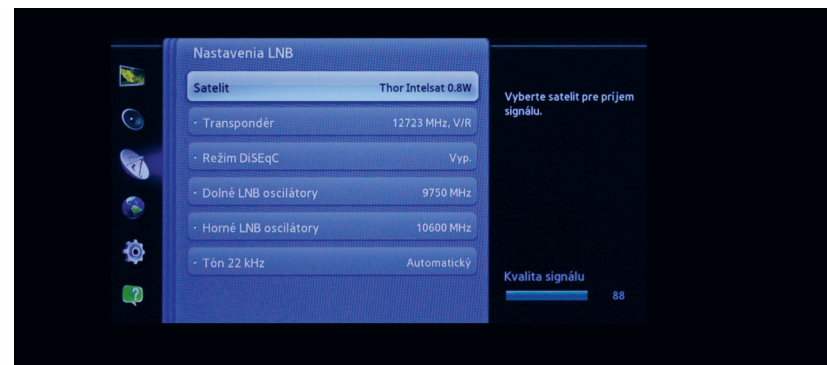 Nastavenia LNB
Satelit Thor Intelsat 0.8W
· Transpondér 12723 MHz, V/R
· Režim DiSEqC Vyp.
· Dolné LNB oscilátory 9750 MHz
· Horné LNB oscilátory 10600 MHz
· Tón 22 kHz Automatický
Vyberte satelit pre príjem
signálu.
Kvalita signálu
88
?